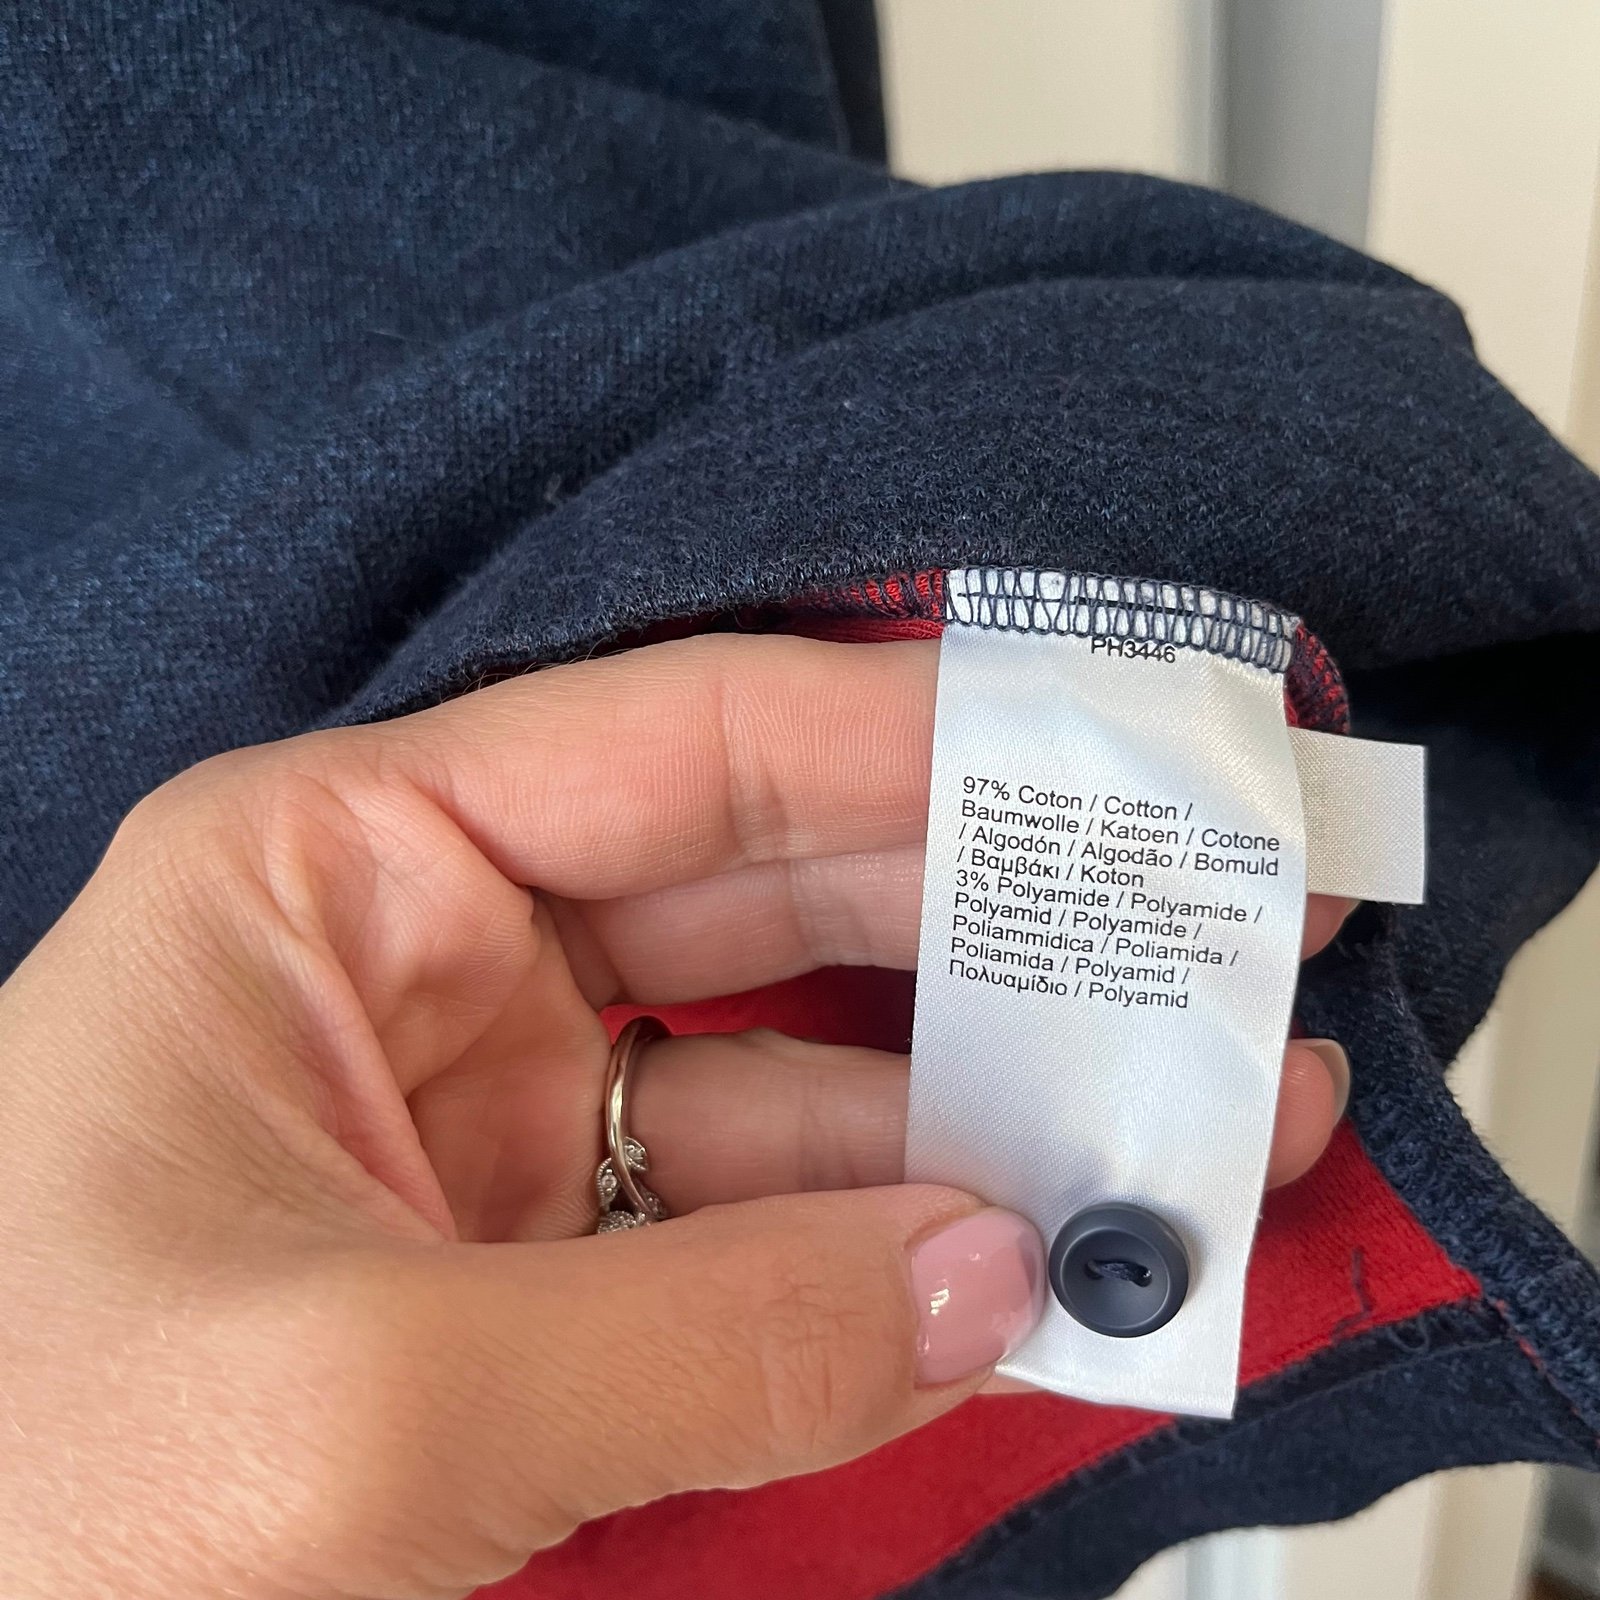 PH3446
97% Coton / Cotton /
Baumwolle / Katoen / Cotone
/ Algodón / Algodão / Bomuld
/ Βαμβάκι / Koton
3% Polyamide / Polyamide /
Polyamid / Polyamide /
Poliammidica / Poliamida /
Poliamida / Polyamid /
Πολυαμίδιο / Polyamid